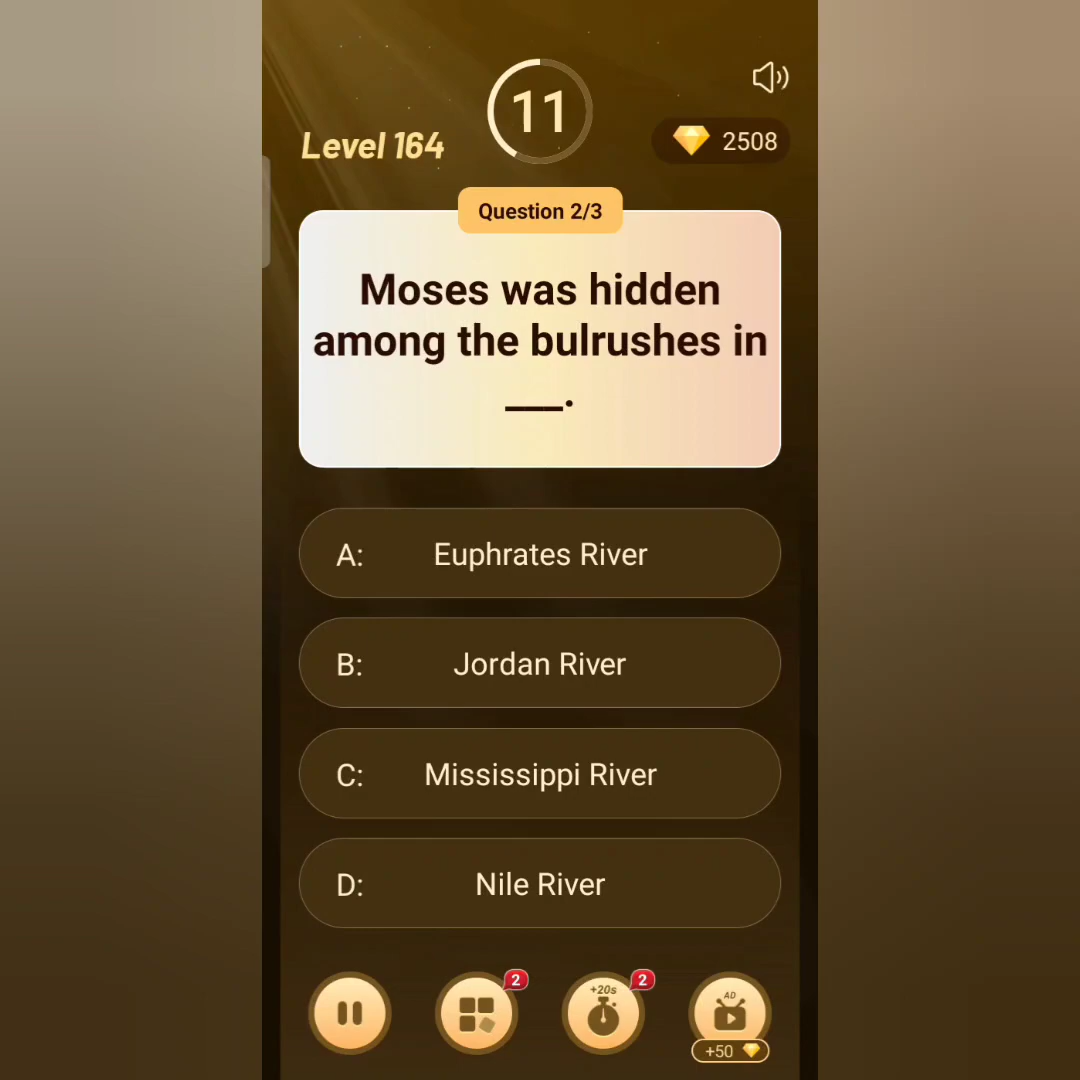 11
Level 164
2508
Question 2/3
Moses was hidden
among the bulrushes in
___.
A: Euphrates River
B: Jordan River
C: Mississippi River
D: Nile River
2
+20s
2
AD
+50